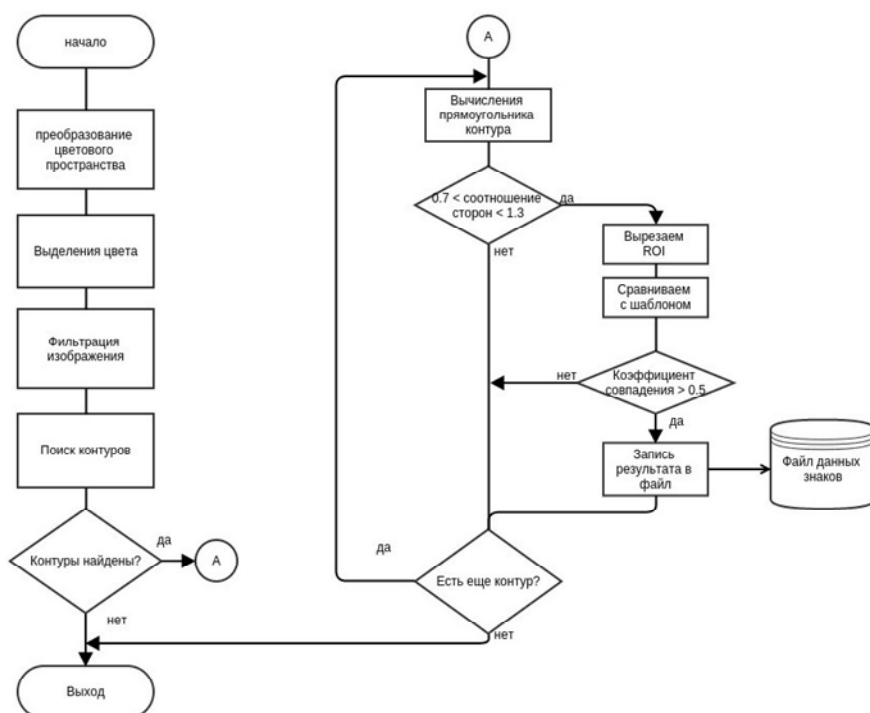 начало
преобразование
цветового
пространства
Выделения цвета
Фильтрация
изображения
Поиск контуров
Контуры найдены?
да
А
нет
Выход
А
Вычисления
прямоугольника
контура
0.7 < соотношение
сторон < 1.3
да
нет
Вырезаем
ROI
Сравниваем
с шаблоном
Коэффициент
совпадения > 0.5
нет
да
Запись
результата в
файл
Файл данных
знаков
Есть еще контур?
да
нет